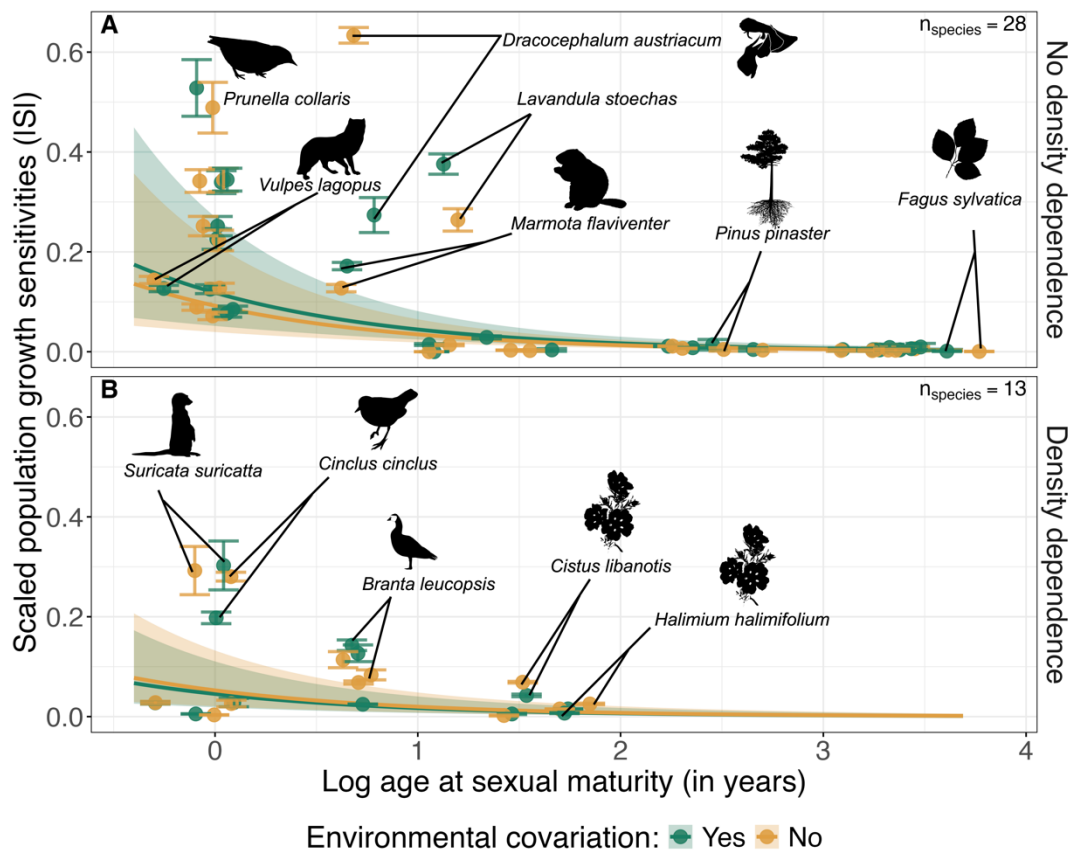 A
n species = 28
Dracocephalum austriacum
Prunella collaris
Lavandula stoechas
Vulpes lagopus
Marmota flaviventer
Pinus pinaster
Fagus sylvatica
0.6
0.4
0.2
0.0
No density dependence
B
n species = 13
Suricata suricatta
Cinclus cinclus
Branta leucopsis
Cistus libanotis
Halimium halimifolium
0.6
0.4
0.2
0.0
Density dependence
Scaled population growth sensitivities (|S|)
0 1 2 3 4
Log age at sexual maturity (in years)
Environmental covariation: Yes No